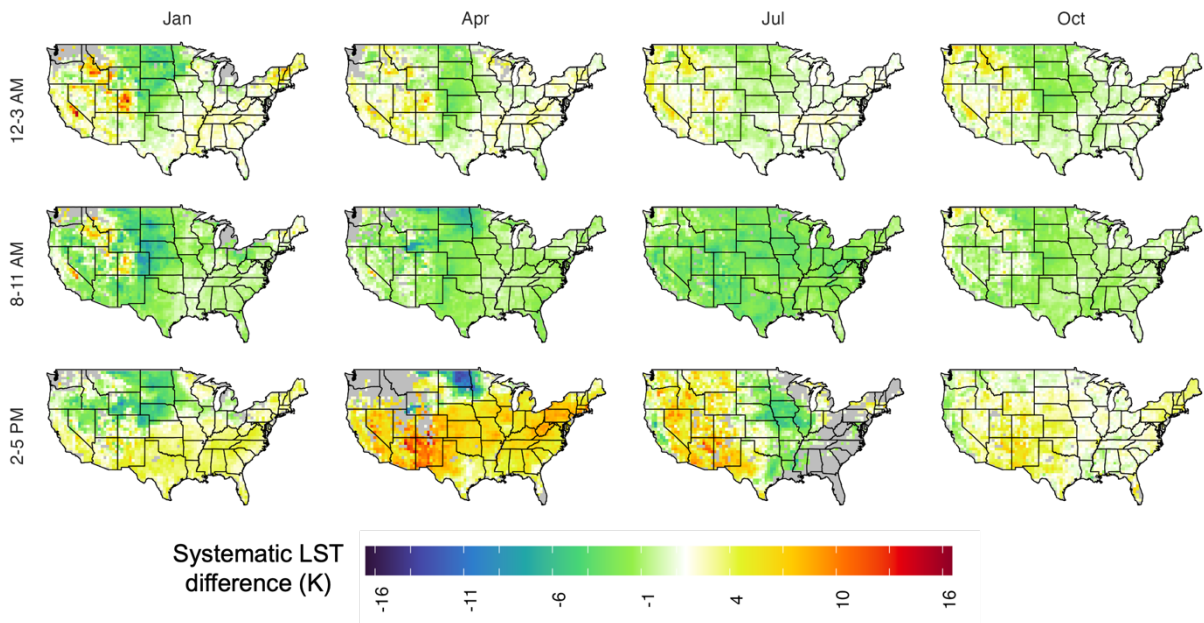 Jan Apr Jul Oct
12-3 AM
8-11 AM
2-5 PM
Systematic LST
difference (K)
-16 -11 -6 -1 4 10 16